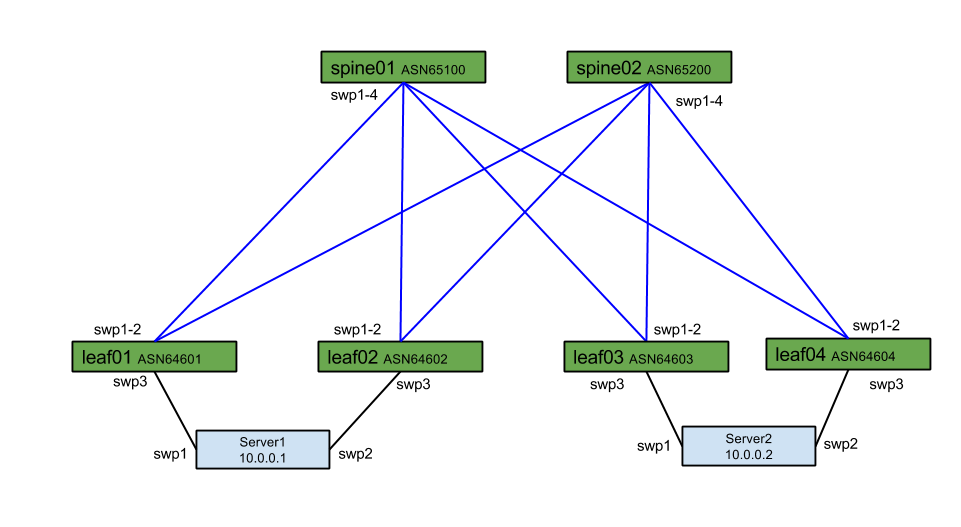 spine01 ASN65100
spine02 ASN65200
swp1-4
swp1-4
swp1-2
swp1-2
swp1-2
swp1-2
leaf01 ASN64601
leaf02 ASN64602
leaf03 ASN64603
leaf04 ASN64604
swp3
swp3
swp3
swp3
swp1
Server1
10.0.0.1
swp2
swp1
Server2
10.0.0.2
swp2